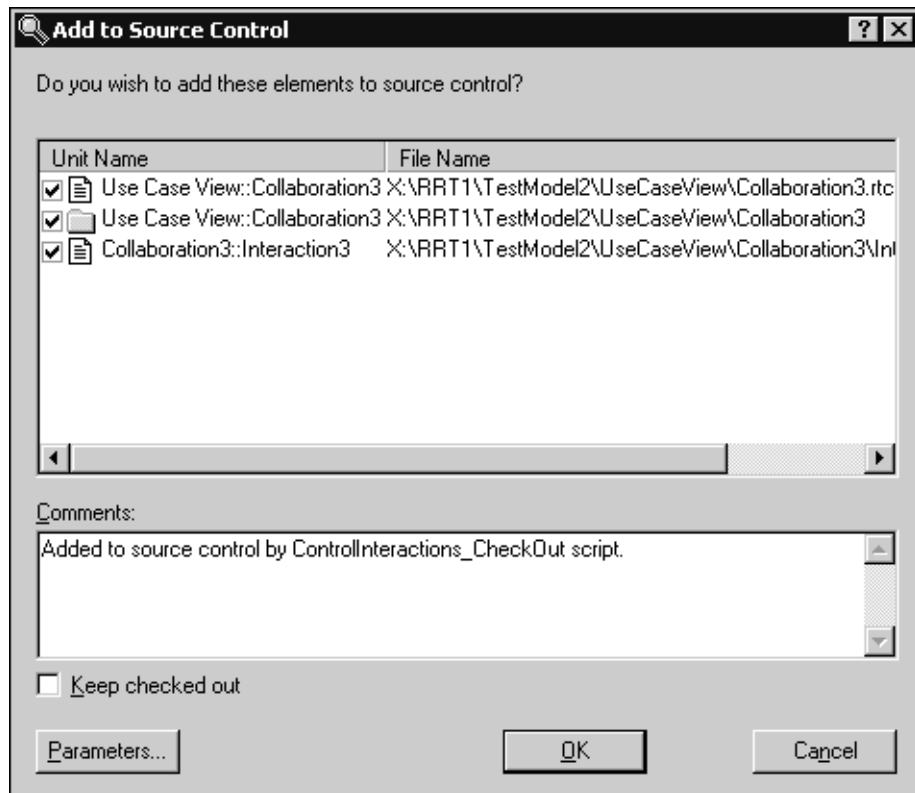 Add to Source Control
Do you wish to add these elements to source control?
Unit Name File Name
Use Case View::Collaboration3 X:\RRT1\TestModel2\UseCaseView\Collaboration3.rtc
Use Case View::Collaboration3 X:\RRT1\TestModel2\UseCaseView\Collaboration3
Collaboration3::Interaction3 X:\RRT1\TestModel2\UseCaseView\Collaboration3\Int
Comments:
Added to source control by ControlInteractions_CheckOut script.
Keep checked out
Parameters... OK Cancel